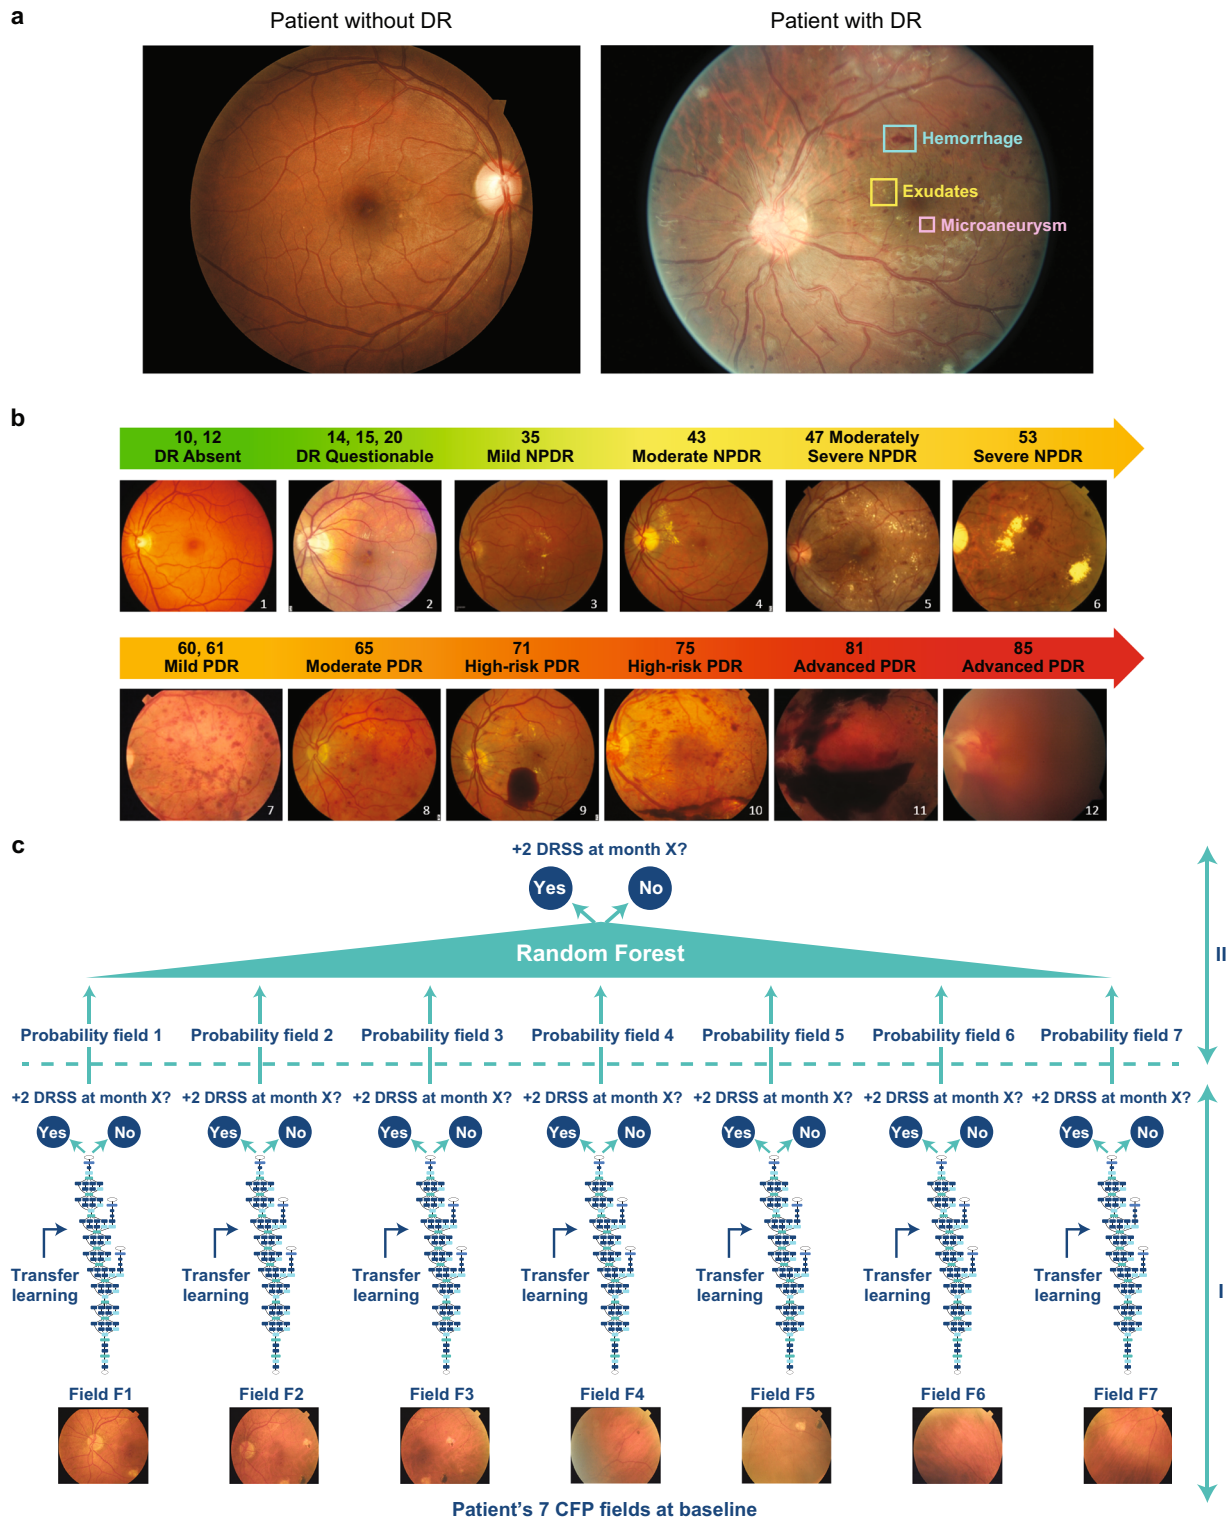 a
Patient without DR
Patient with DR
Hemorrhage
Exudates
Microaneurysm
b
10, 12
DR Absent
14, 15, 20
DR Questionable
35
Mild NPDR
43
Moderate NPDR
47 Moderately
Severe NPDR
53
Severe NPDR
1
2
3
4
5
6
60, 61
Mild PDR
65
Moderate PDR
71
High-risk PDR
75
High-risk PDR
81
Advanced PDR
85
Advanced PDR
7
8
9
10
11
12
c
+2 DRSS at month X?
Yes
No
Random Forest
II
Probability field 1
Probability field 2
Probability field 3
Probability field 4
Probability field 5
Probability field 6
Probability field 7
+2 DRSS at month X?
+2 DRSS at month X?
+2 DRSS at month X?
+2 DRSS at month X?
+2 DRSS at month X?
+2 DRSS at month X?
+2 DRSS at month X?
Yes
No
Yes
No
Yes
No
Yes
No
Yes
No
Yes
No
Yes
No
Transfer
learning
Transfer
learning
Transfer
learning
Transfer
learning
Transfer
learning
Transfer
learning
Transfer
learning
I
Field F1
Field F2
Field F3
Field F4
Field F5
Field F6
Field F7
Patient's 7 CFP fields at baseline